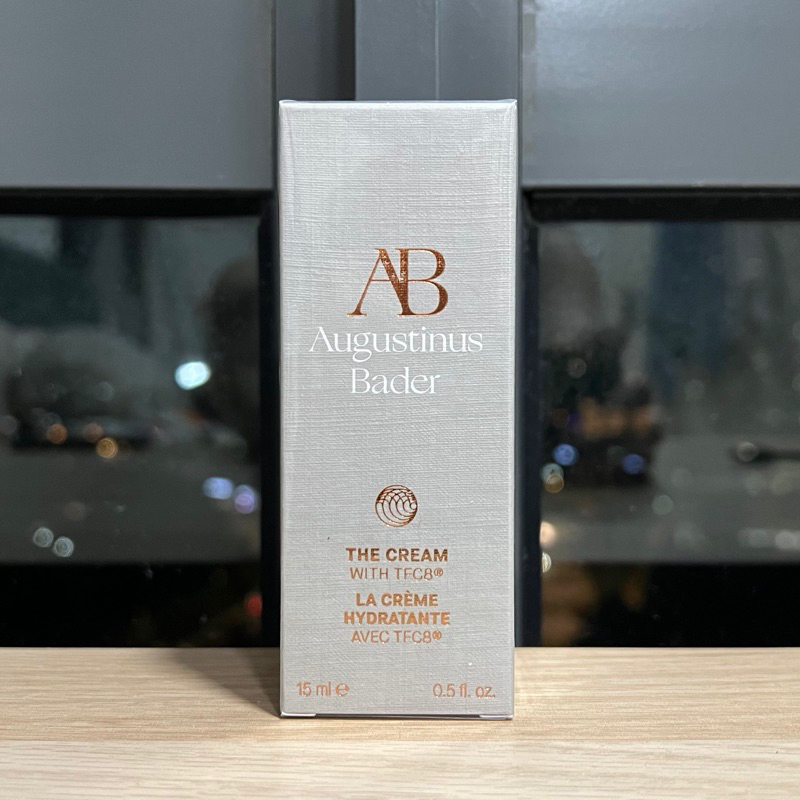 AB
Augustinus
Bader
THE CREAM
WITH TFC8®
LA CRÈME
HYDRATANTE
AVEC TFC8®
15 ml ℮ 0.5 fl. oz.